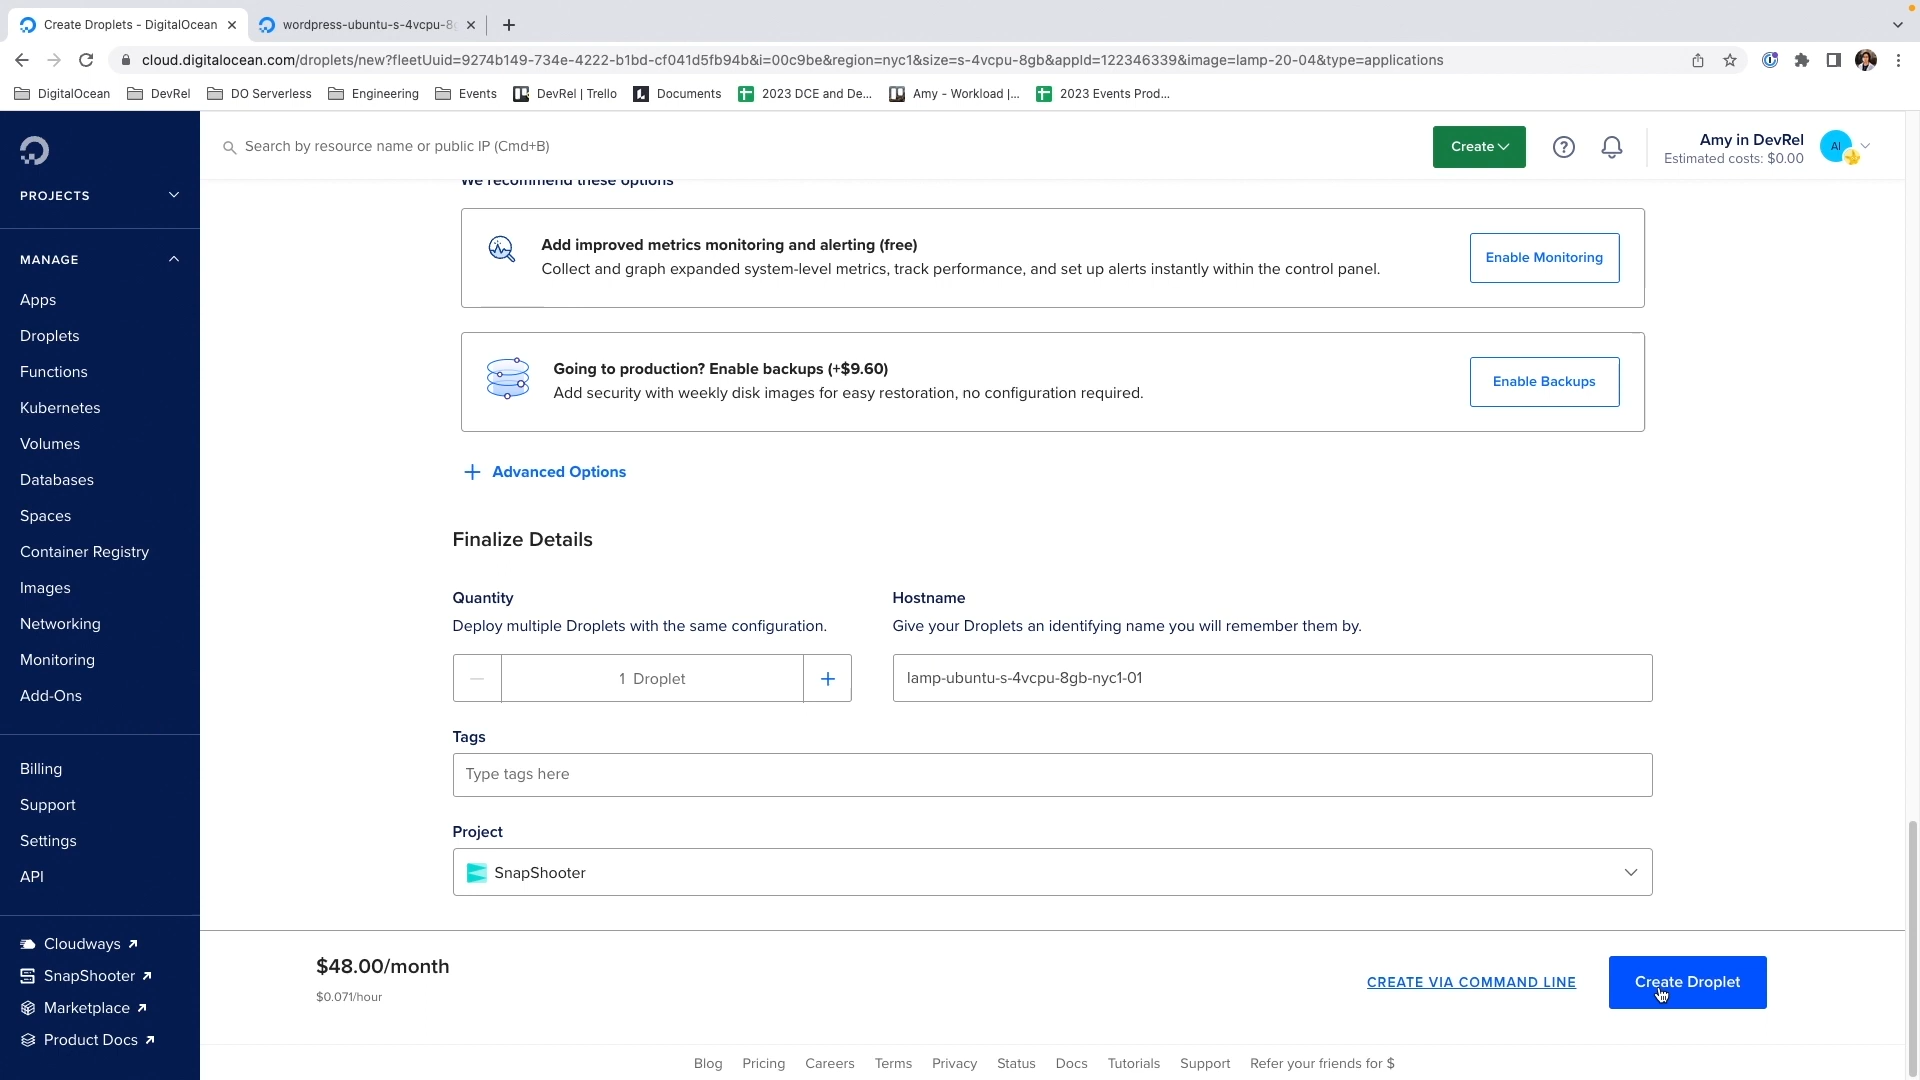 Create Droplets - DigitalOcean
wordpress-ubuntu-s-4vcpu-8g
cloud.digitalocean.com/droplets/new?fleetUuid=9274b149-734e-4222-b1bd-cf041d5fb94b&i=00c9be&region=nyc1&size=s-4vcpu-8gb&appId=122346339&image=lamp-20-04&type=applications
DigitalOcean
DevRel
DO Serverless
Engineering
Events
DevRel | Trello
Documents
2023 DCE and De...
Amy - Workload |...
2023 Events Prod...
Search by resource name or public IP (Cmd+B)
Create
Amy in DevRel
Estimated costs: $0.00
AI
PROJECTS
MANAGE
Apps
Droplets
Functions
Kubernetes
Volumes
Databases
Spaces
Container Registry
Images
Networking
Monitoring
Add-Ons
Billing
Support
Settings
API
Cloudways
SnapShooter
Marketplace
Product Docs
We recommend these options
Add improved metrics monitoring and alerting (free)
Collect and graph expanded system-level metrics, track performance, and set up alerts instantly within the control panel.
Enable Monitoring
Going to production? Enable backups (+$9.60)
Add security with weekly disk images for easy restoration, no configuration required.
Enable Backups
Advanced Options
Finalize Details
Quantity
Deploy multiple Droplets with the same configuration.
1 Droplet
Hostname
Give your Droplets an identifying name you will remember them by.
lamp-ubuntu-s-4vcpu-8gb-nyc1-01
Tags
Type tags here
Project
SnapShooter
$48.00/month
$0.071/hour
CREATE VIA COMMAND LINE
Create Droplet
Blog Pricing Careers Terms Privacy Status Docs Tutorials Support Refer your friends for $